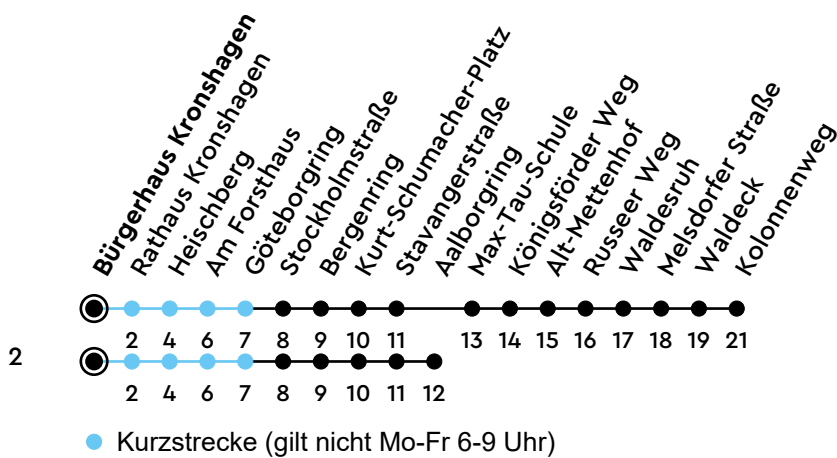 Bürgerhaus Kronshagen
Rathaus Kronshagen
Heischberg
Am Forsthaus
Göteborgring
Stockholmstraße
Bergenring
Kurt-Schumacher-Platz
Stavangerstraße
Aalborgring
Max-Tau-Schule
Königsförder Weg
Alt-Mettenhof
Russeer Weg
Waldesruh
Melsdorfer Straße
Waldeck
Kolonnenweg
2 4 6 7 8 9 10 11 13 14 15 16 17 18 19 21
2
2 4 6 7 8 9 10 11 12
Kurzstrecke (gilt nicht Mo-Fr 6-9 Uhr)